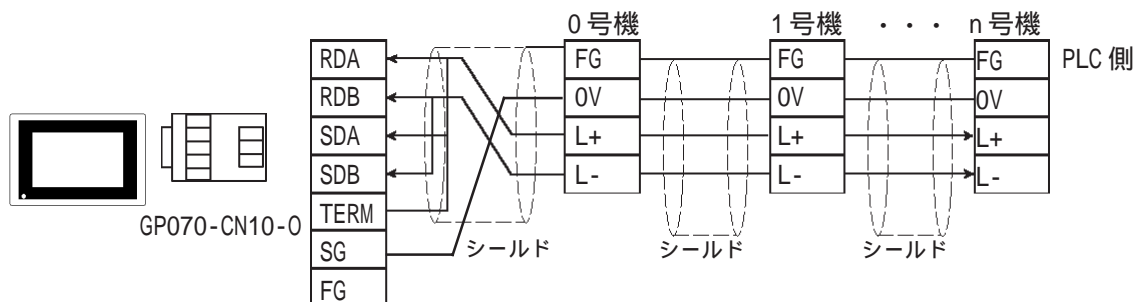 0号機 1号機 ・・・ n号機
RDA FG FG FG PLC側
RDB 0V 0V 0V
SDA L+ L+ L+
SDB L- L- L-
TERM
GP070-CN10-O
SG シールド シールド シールド
FG